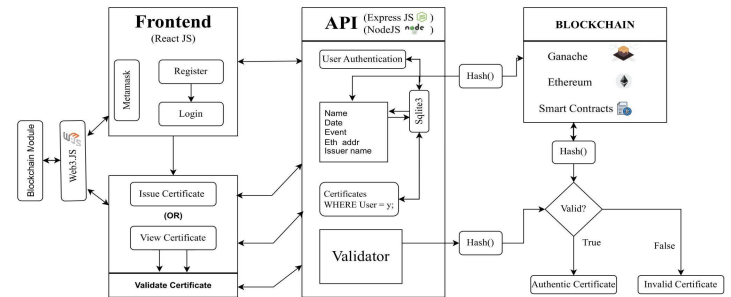 Frontend
(React JS)
Metamask
Register
Login
Blockchain Module
Web3.JS
Issue Certificate
(OR)
View Certificate
Validate Certificate
API (Express JS JS )
(NodeJS node )
User Authentication
Name
Date
Event
Eth addr
Issuer name
Sqlite3
Certificates
WHERE User = y;
Validator
Hash()
Hash()
BLOCKCHAIN
Ganache
Ethereum
Smart Contracts
Hash()
Valid?
True
False
Authentic Certificate
Invalid Certificate